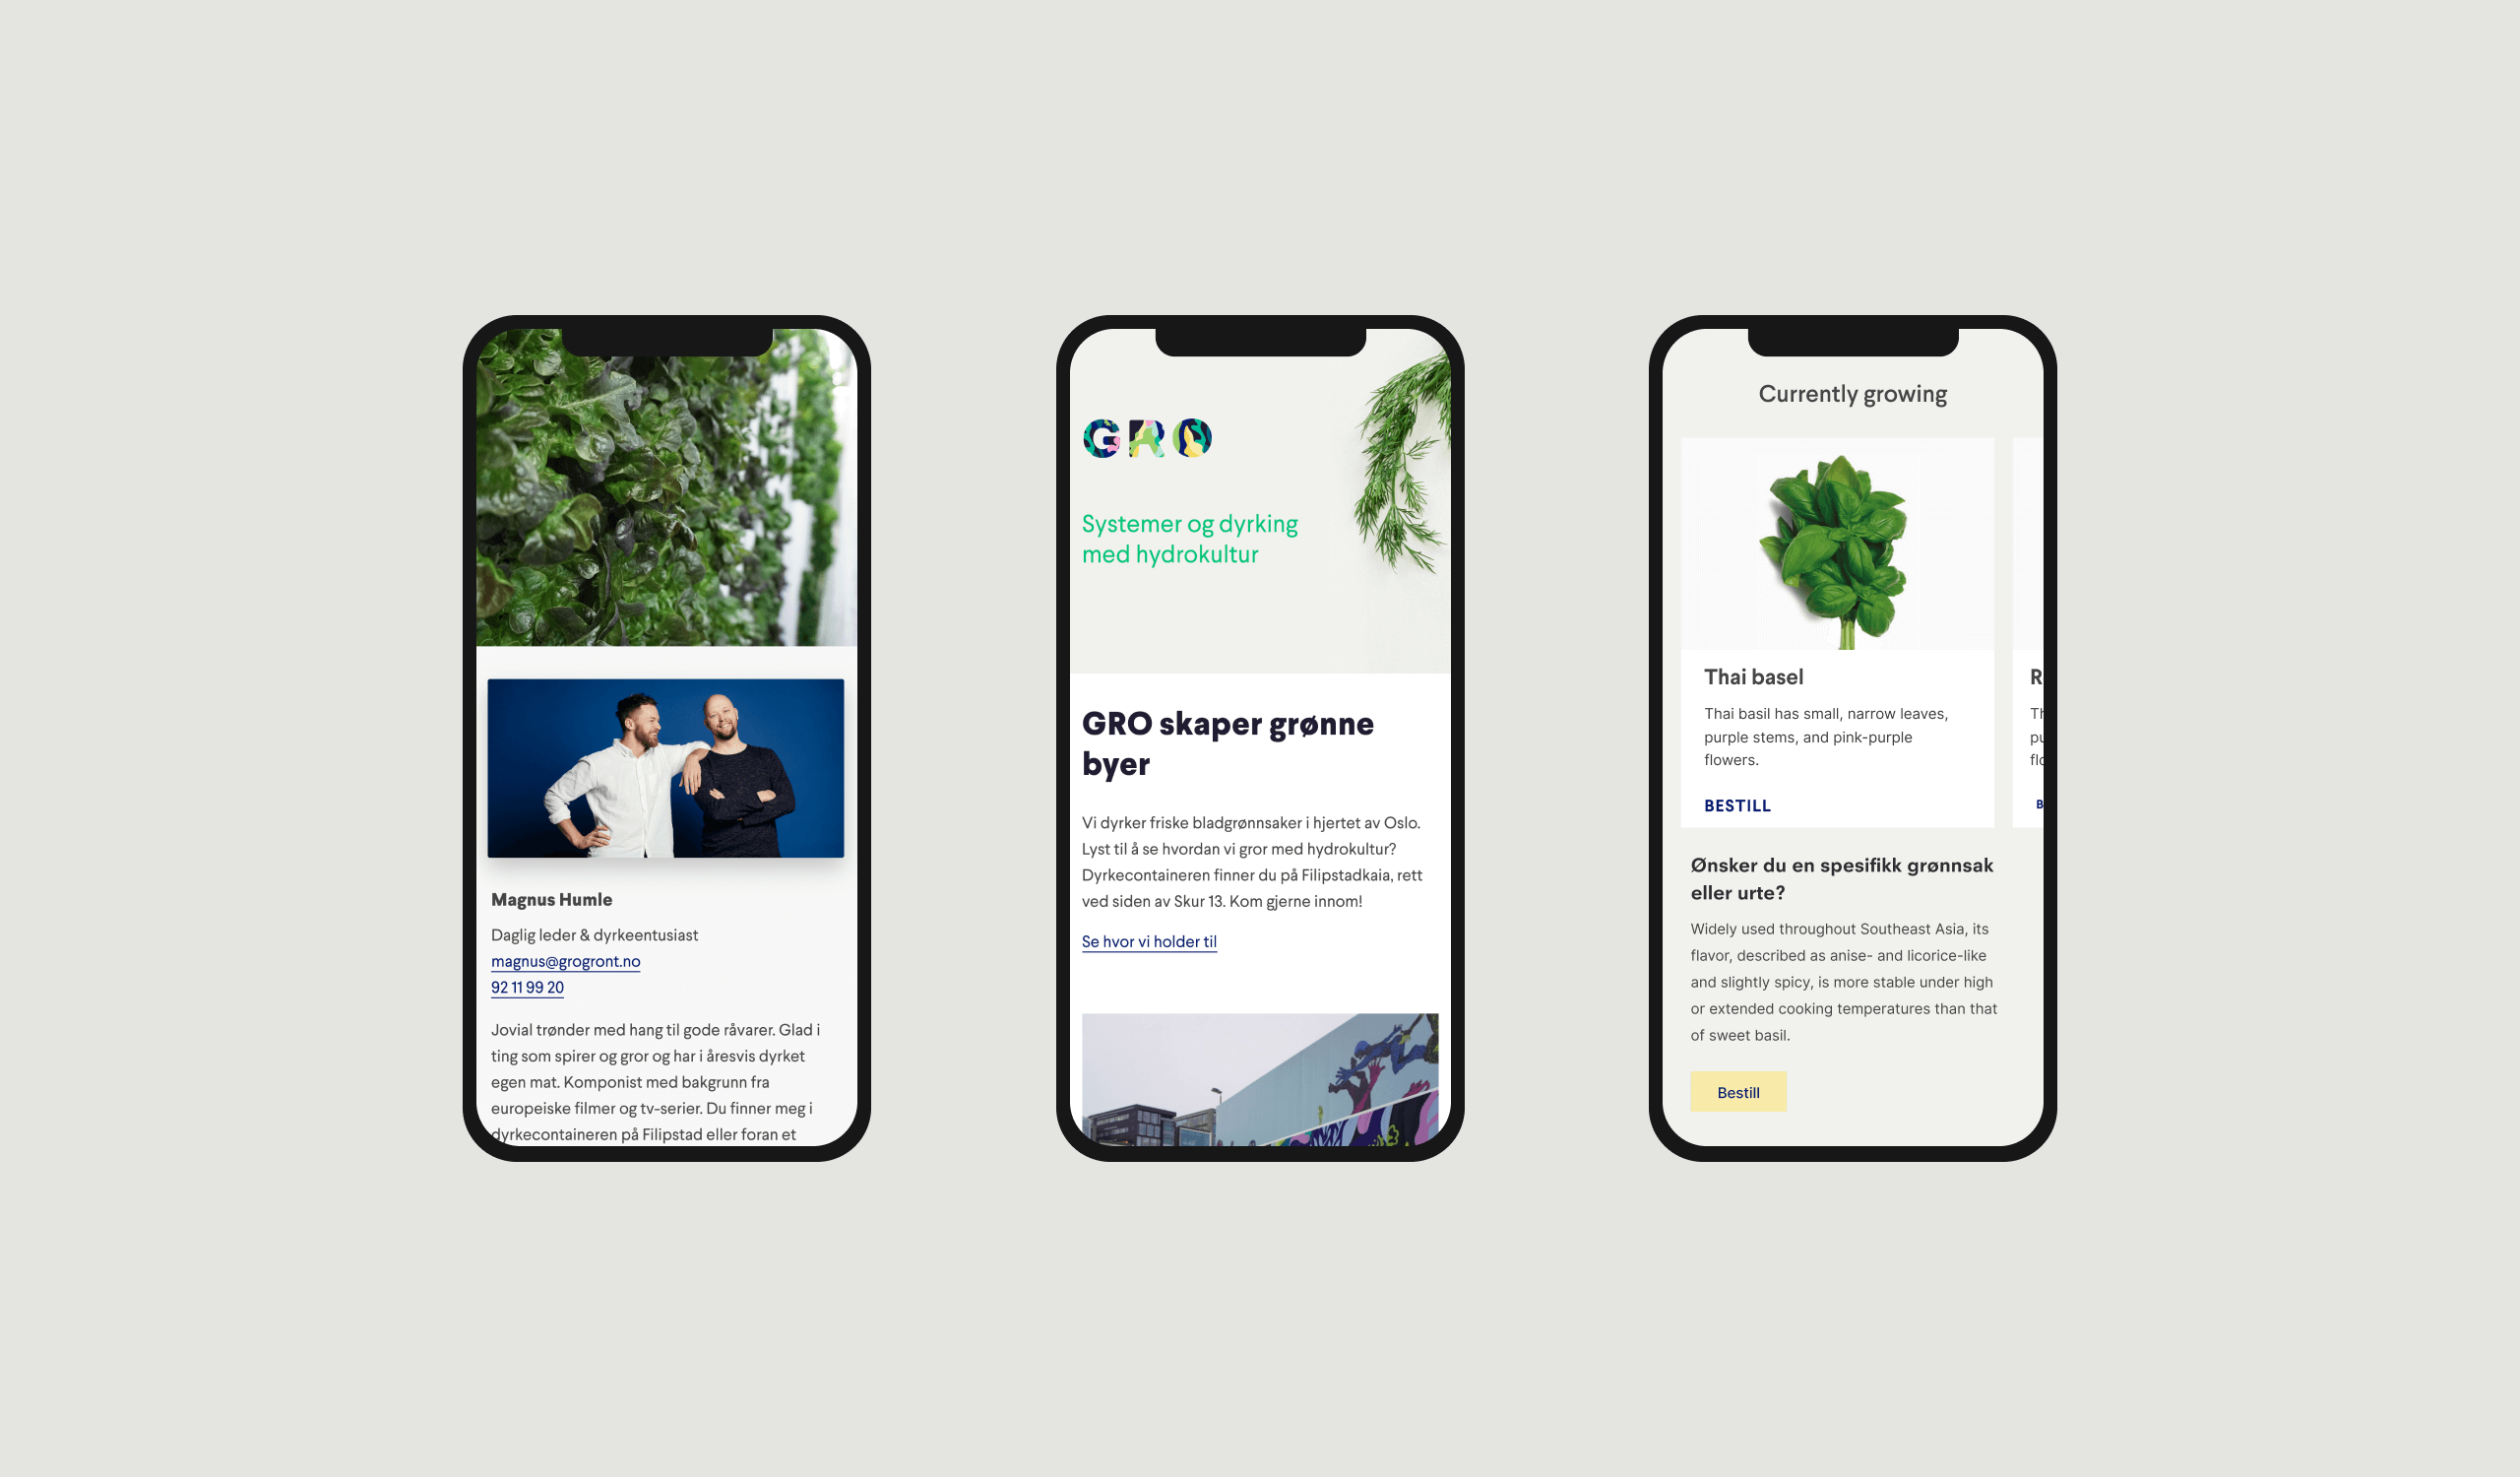 Magnus Humle
Daglig leder & dyrkeentusiast
magnus@grogront.no
92 11 99 20
Jovial trønder med hang til gode råvarer. Glad i
ting som spirer og gror og har i åresvis dyrket
egen mat. Komponist med bakgrunn fra
europeiske filmer og tv-serier. Du finner meg i
dyrkecontaineren på Filipstad eller foran et
GRO
Systemer og dyrking
med hydrokultur
GRO skaper grønne
byer
Vi dyrker friske bladgrønnsaker i hjertet av Oslo.
Lyst til å se hvordan vi gror med hydrokultur?
Dyrkecontaineren finner du på Filipstadkaia, rett
ved siden av Skur 13. Kom gjerne innom!
Se hvor vi holder til
Currently growing
Thai basel
Thai basil has small, narrow leaves,
purple stems, and pink-purple
flowers.
BESTILL
Ønsker du en spesifikk grønnsak
eller urte?
Widely used throughout Southeast Asia, its
flavor, described as anise- and licorice-like
and slightly spicy, is more stable under high
or extended cooking temperatures than that
of sweet basil.
Bestill